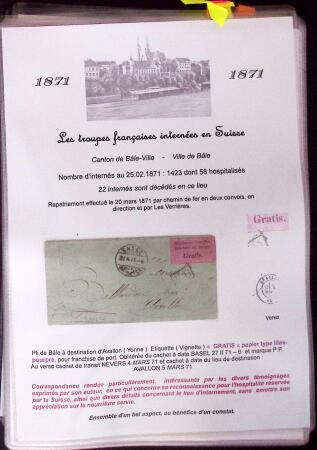 1871
1871
Les troupes françaises internées en Suisse
Canton de Bâle-Ville - Ville de Bâle
Nombre d'internés au 25.02.1871 : 1423 dont 58 hospitalisés
22 internés sont décédés en ce lieu
Rapatriement effectué le 20 mars 1871 par chemin de fer en deux convois, en
direction et par Les Verrières.
Gratis.
Gratis.
Verso
Pli de Bâle à destination d'Avallon ( Yonne ). Etiquette ( Vignette ) « GRATIS » papier type lilas-
pourpre, pour franchise de port. Oblitérée du cachet à date BASEL 27 II 71 – 6 et marque P P.
Au verso cachet de transit NEVERS 4 MARS 71 et cachet à date du lieu de destination :
AVALLON 5 MARS 71
Correspondance rendue particulièrement intéressante par les divers témoignages
exprimés par son auteur, en ce qui concerne sa reconnaissance pour l'hospitalité réservée
par la Suisse, ainsi que divers détails concernant le lieu d'internement, sans omettre son
appréciation sur la nourriture servie.
Ensemble d'un bel aspect, au bénéfice d'un constat.